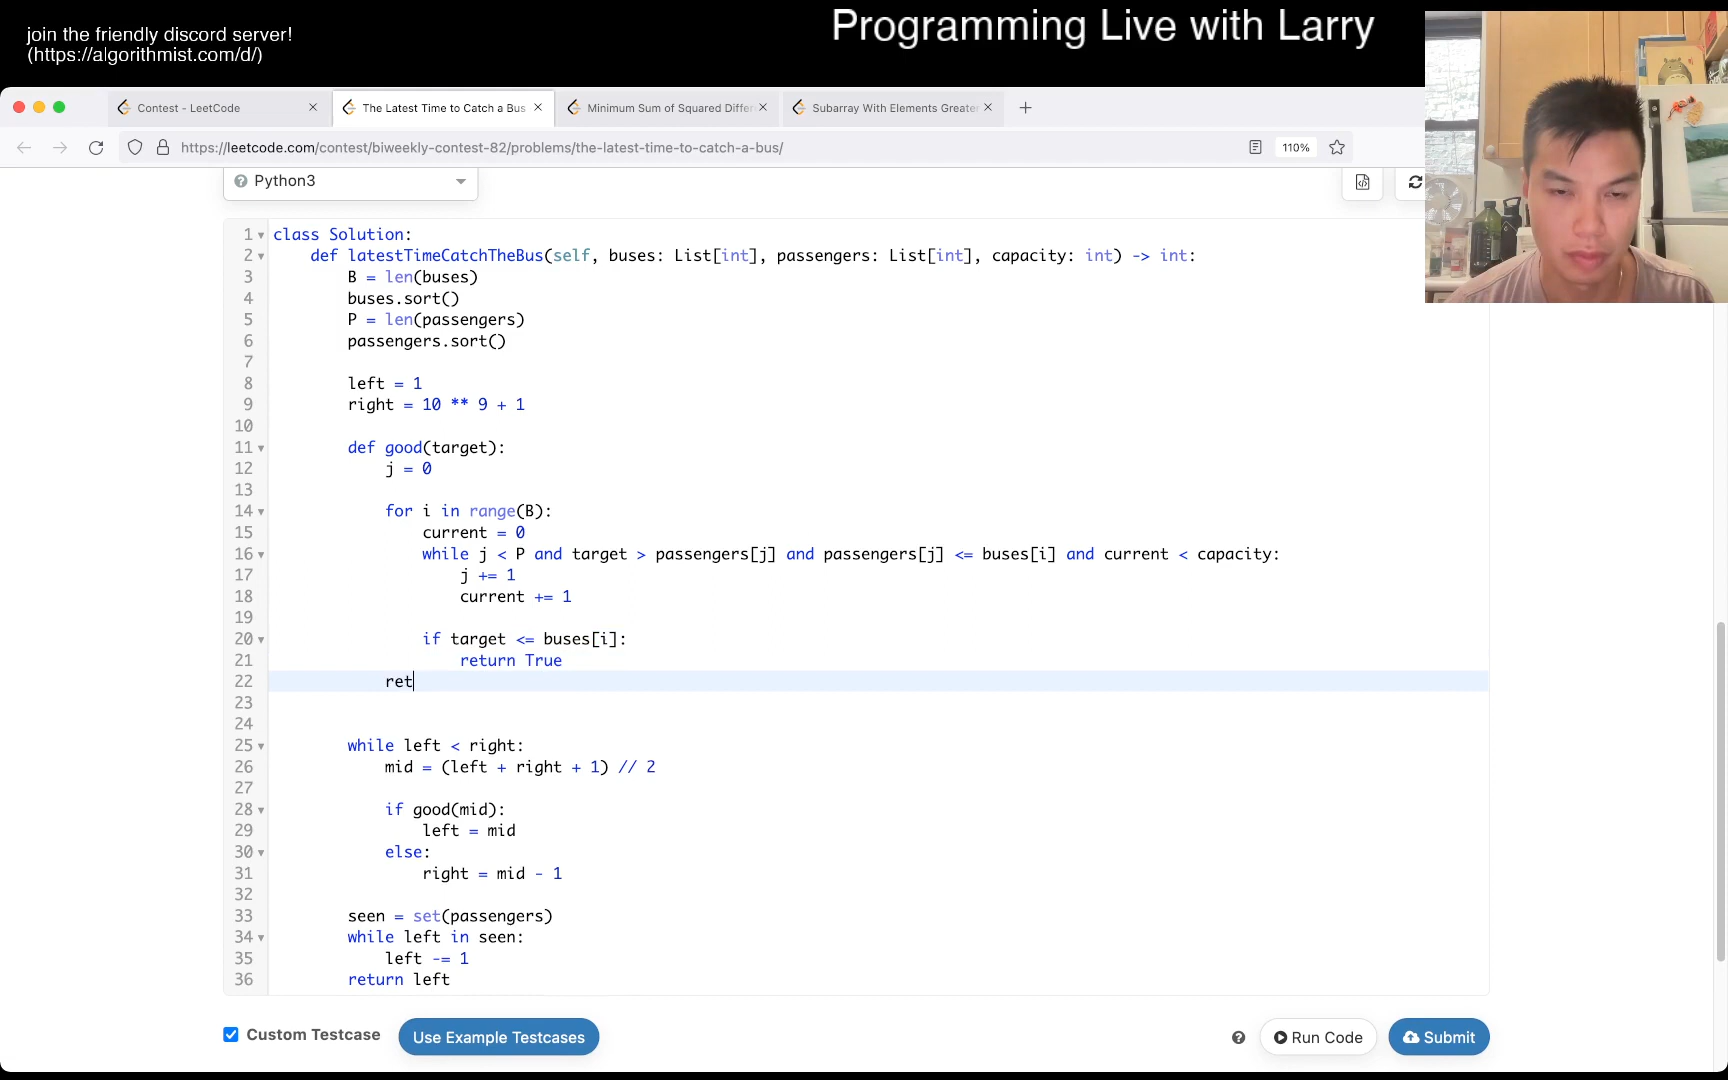 join the friendly discord server!
(https://algorithmist.com/d/)
Programming Live with Larry
Contest - LeetCode
The Latest Time to Catch a Bus
Minimum Sum of Squared Differ
Subarray With Elements Greater
https://leetcode.com/contest/biweekly-contest-82/problems/the-latest-time-to-catch-a-bus/
110%
Python3
1 class Solution:
2 def latestTimeCatchTheBus(self, buses: List[int], passengers: List[int], capacity: int) -> int:
3 B = len(buses)
4 buses.sort()
5 P = len(passengers)
6 passengers.sort()
7
8 left = 1
9 right = 10 ** 9 + 1
10
11 def good(target):
12 j = 0
13
14 for i in range(B):
15 current = 0
16 while j < P and target > passengers[j] and passengers[j] <= buses[i] and current < capacity:
17 j += 1
18 current += 1
19
20 if target <= buses[i]:
21 return True
22 ret
23
24
25 while left < right:
26 mid = (left + right + 1) // 2
27
28 if good(mid):
29 left = mid
30 else:
31 right = mid - 1
32
33 seen = set(passengers)
34 while left in seen:
35 left -= 1
36 return left
Custom Testcase
Use Example Testcases
Run Code
Submit